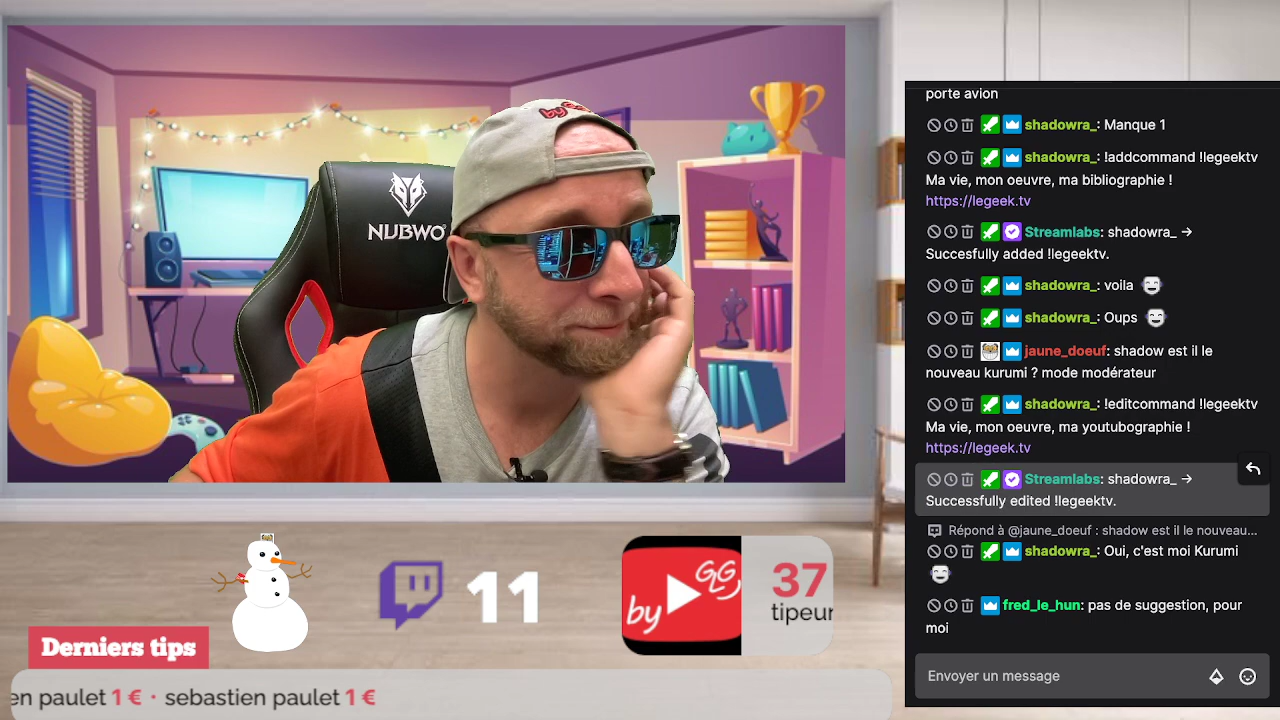 by GG
NUBWO
porte avion
shadowra_: Manque 1
shadowra_: !addcommand !legeektv
Ma vie, mon oeuvre, ma bibliographie !
https://legeek.tv
Streamlabs: shadowra_ →
Succesfully added !legeektv.
shadowra_: voila
shadowra_: Oups
jaune_doeuf: shadow est il le
nouveau kurumi ? mode modérateur
shadowra_: !editcommand !legeektv
Ma vie, mon oeuvre, ma youtubographie !
https://legeek.tv
Streamlabs: shadowra_ →
Successfully edited !legeektv.
Répond à @jaune_doeuf : shadow est il le nouveau...
shadowra_: Oui, c'est moi Kurumi
fred_le_hun: pas de suggestion, pour
moi
Envoyer un message
11
by GG
37
tipeur
Derniers tips
en paulet 1 € · sebastien paulet 1 €